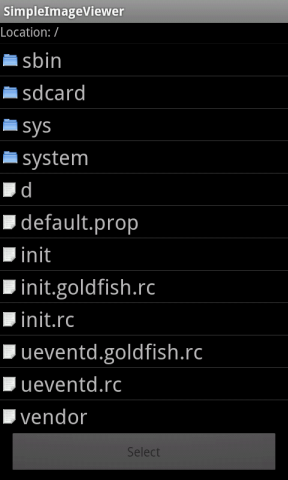 SimpleImageViewer
Location: /
sbin
sdcard
sys
system
d
default.prop
init
init.goldfish.rc
init.rc
ueventd.goldfish.rc
ueventd.rc
vendor
Select